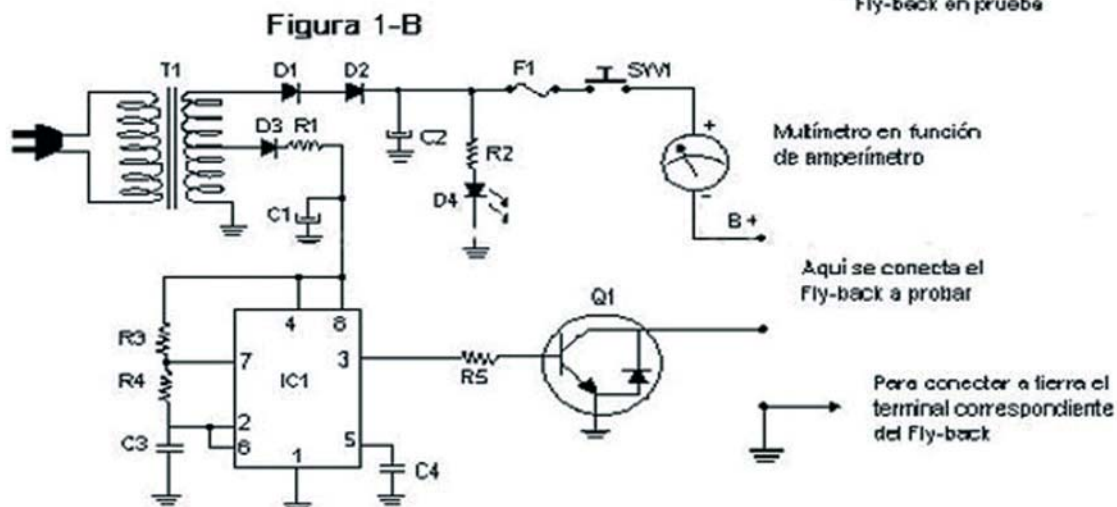 Fly-back en prueba
Figura 1-B
T1
D1
D2
F1
SW1
D3
R1
C2
R2
Multímetro en función
de amperímetro
+
-
D4
C1
B +
Aquí se conecta el
Fly-back a probar
Q1
4
8
R3
7
3
R4
IC1
R5
2
6
5
C3
1
C4
Para conectar a tierra el
terminal correspondiente
del Fly-back